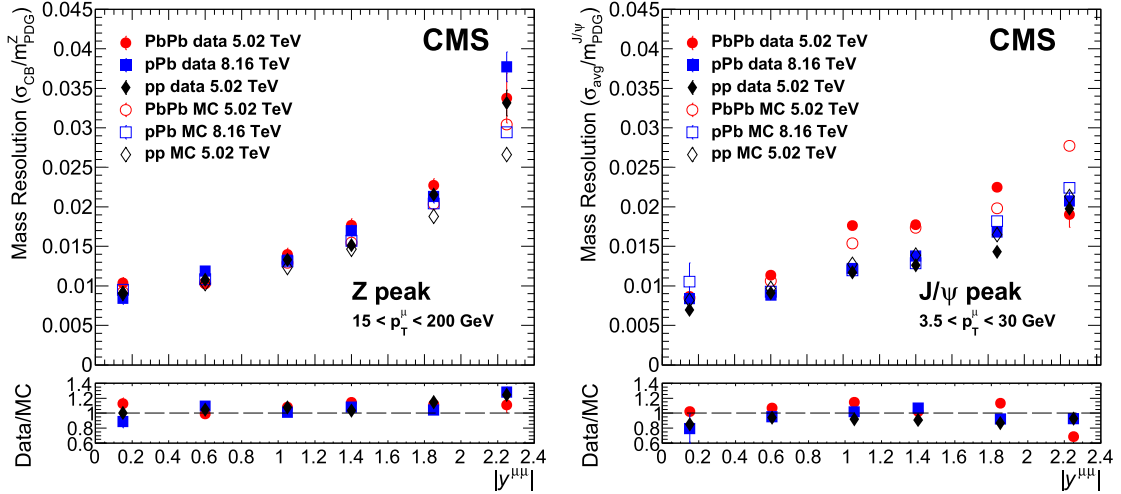 CMS
PbPb data 5.02 TeV
pPb data 8.16 TeV
pp data 5.02 TeV
PbPb MC 5.02 TeV
pPb MC 8.16 TeV
pp MC 5.02 TeV
Mass Resolution (σ_CB/m^Z_PDG)
0.045
0.04
0.035
0.03
0.025
0.02
0.015
0.01
0.005
0
Z peak
15 < p_T^μ < 200 GeV
Data/MC
1.4
1.2
1
0.8
0.6
0 0.2 0.4 0.6 0.8 1 1.2 1.4 1.6 1.8 2 2.2 2.4
|y^μμ|
CMS
PbPb data 5.02 TeV
pPb data 8.16 TeV
pp data 5.02 TeV
PbPb MC 5.02 TeV
pPb MC 8.16 TeV
pp MC 5.02 TeV
Mass Resolution (σ_avg/m^J/ψ_PDG)
0.045
0.04
0.035
0.03
0.025
0.02
0.015
0.01
0.005
0
J/ψ peak
3.5 < p_T^μ < 30 GeV
Data/MC
1.4
1.2
1
0.8
0.6
0 0.2 0.4 0.6 0.8 1 1.2 1.4 1.6 1.8 2 2.2 2.4
|y^μμ|